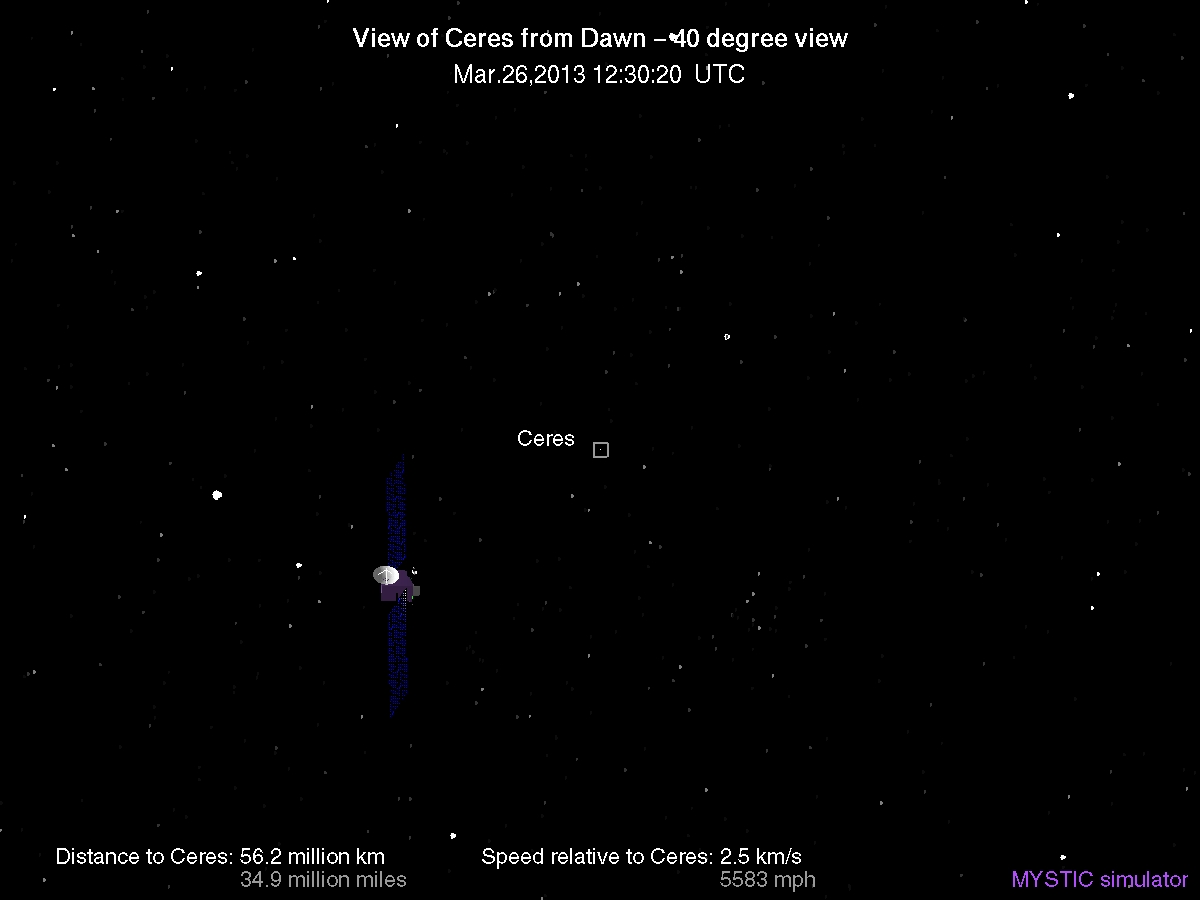 View of Ceres from Dawn – 40 degree view
Mar.26,2013 12:30:20 UTC
Ceres
Distance to Ceres: 56.2 million km
34.9 million miles
Speed relative to Ceres: 2.5 km/s
5583 mph
MYSTIC simulator